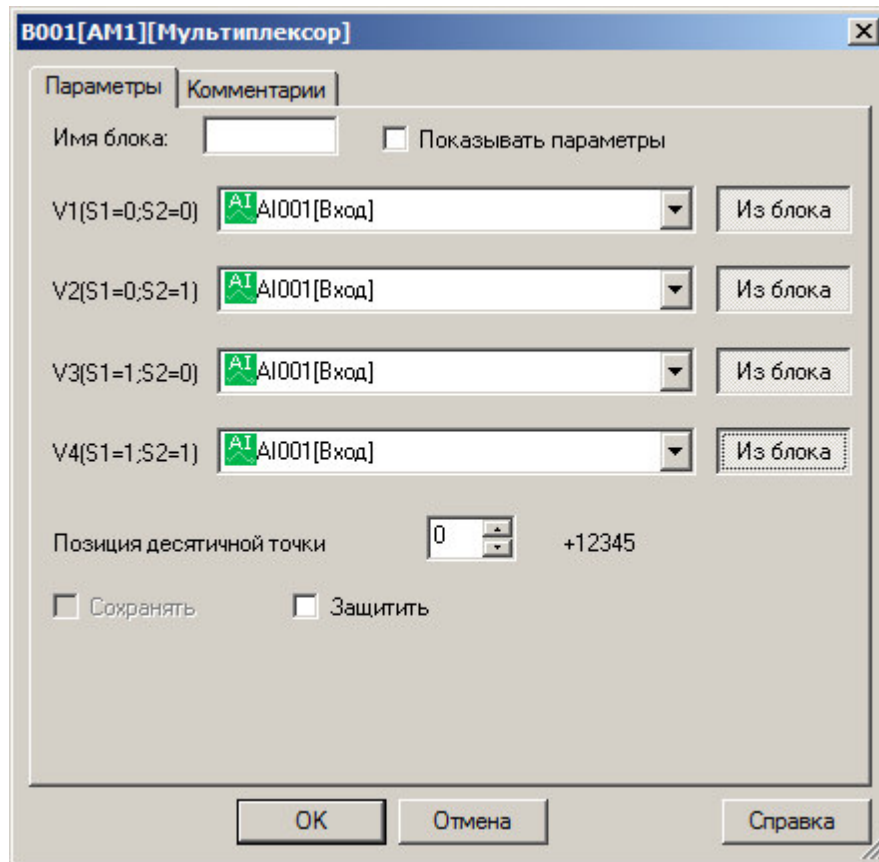 B001[AM1][Мультиплексор]
Параметры Комментарии
Имя блока: Показывать параметры
V1(S1=0;S2=0) AI AI001[Вход] Из блока
V2(S1=0;S2=1) AI AI001[Вход] Из блока
V3(S1=1;S2=0) AI AI001[Вход] Из блока
V4(S1=1;S2=1) AI AI001[Вход] Из блока
Позиция десятичной точки 0 +12345
Сохранять Защитить
OK Отмена Справка